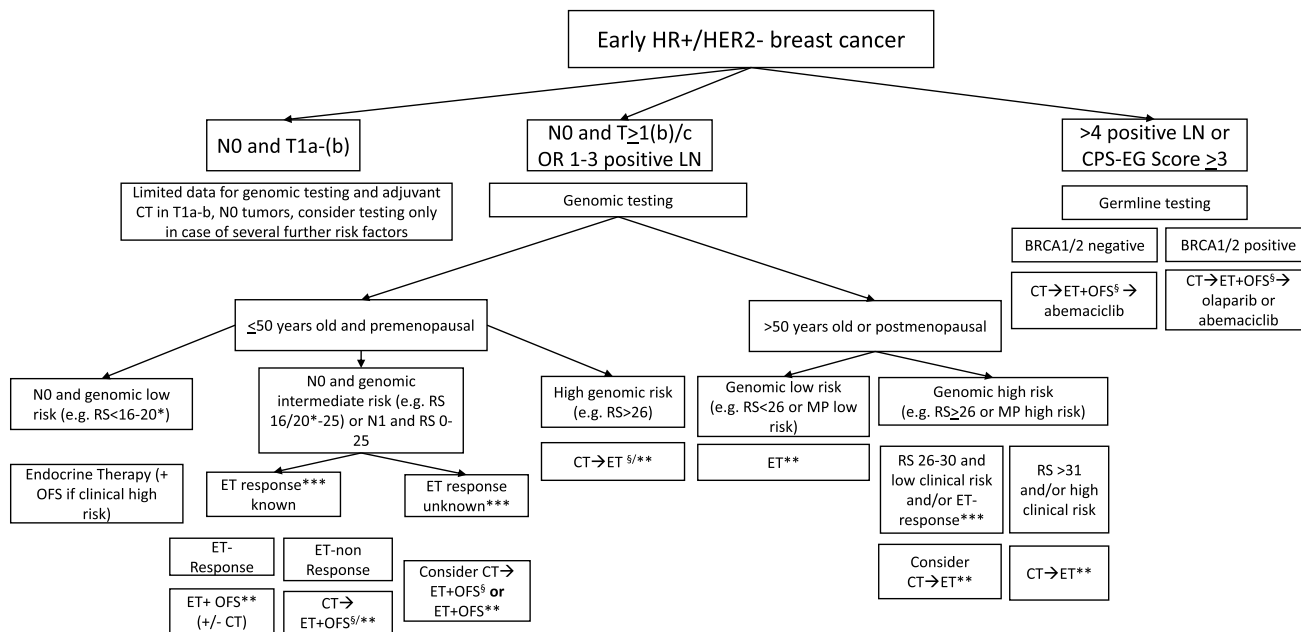 Early HR+/HER2- breast cancer
N0 and T1a-(b)
N0 and T≥1(b)/c
OR 1-3 positive LN
>4 positive LN or
CPS-EG Score ≥3
Limited data for genomic testing and adjuvant
CT in T1a-b, N0 tumors, consider testing only
in case of several further risk factors
Genomic testing
Germline testing
BRCA1/2 negative
BRCA1/2 positive
CT→ET+OFS§→
abemaciclib
CT→ET+OFS§→
olaparib or
abemaciclib
≤50 years old and premenopausal
>50 years old or postmenopausal
N0 and genomic low
risk (e.g. RS<16-20*)
N0 and genomic
intermediate risk (e.g. RS
16/20*-25) or N1 and RS 0-
25
High genomic risk
(e.g. RS>26)
Genomic low risk
(e.g. RS<26 or MP low
risk)
Genomic high risk
(e.g. RS≥26 or MP high risk)
Endocrine Therapy (+
OFS if clinical high
risk)
ET response***
known
ET response
unknown***
CT→ET §/**
ET**
RS 26-30 and
low clinical risk
and/or ET-
response***
RS >31
and/or high
clinical risk
ET-
Response
ET-non
Response
Consider CT→
ET+OFS§ or
ET+OFS**
Consider
CT→ET**
CT→ET**
ET+ OFS**
(+/- CT)
CT→
ET+OFS§/**